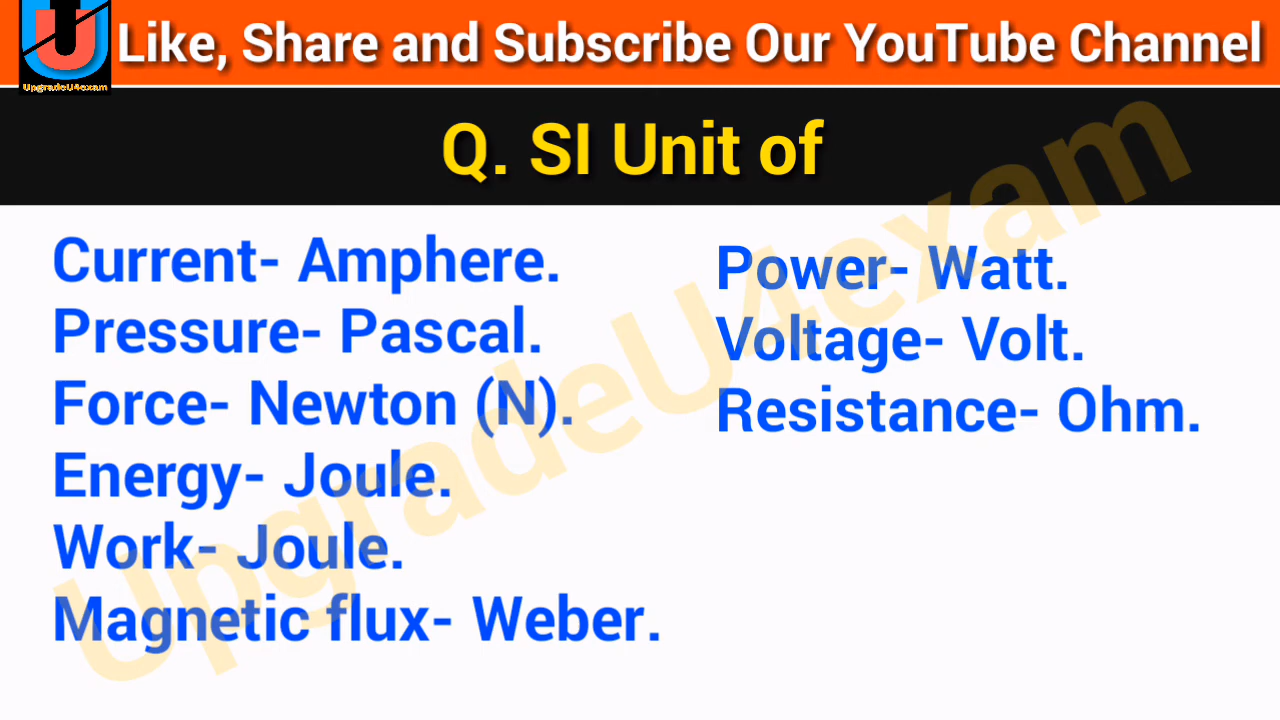 Like, Share and Subscribe Our YouTube Channel
UpgradeU4exam
Q. SI Unit of
Current- Amphere.
Pressure- Pascal.
Force- Newton (N).
Energy- Joule.
Work- Joule.
Magnetic flux- Weber.
Power- Watt.
Voltage- Volt.
Resistance- Ohm.
UpgradeU4exam